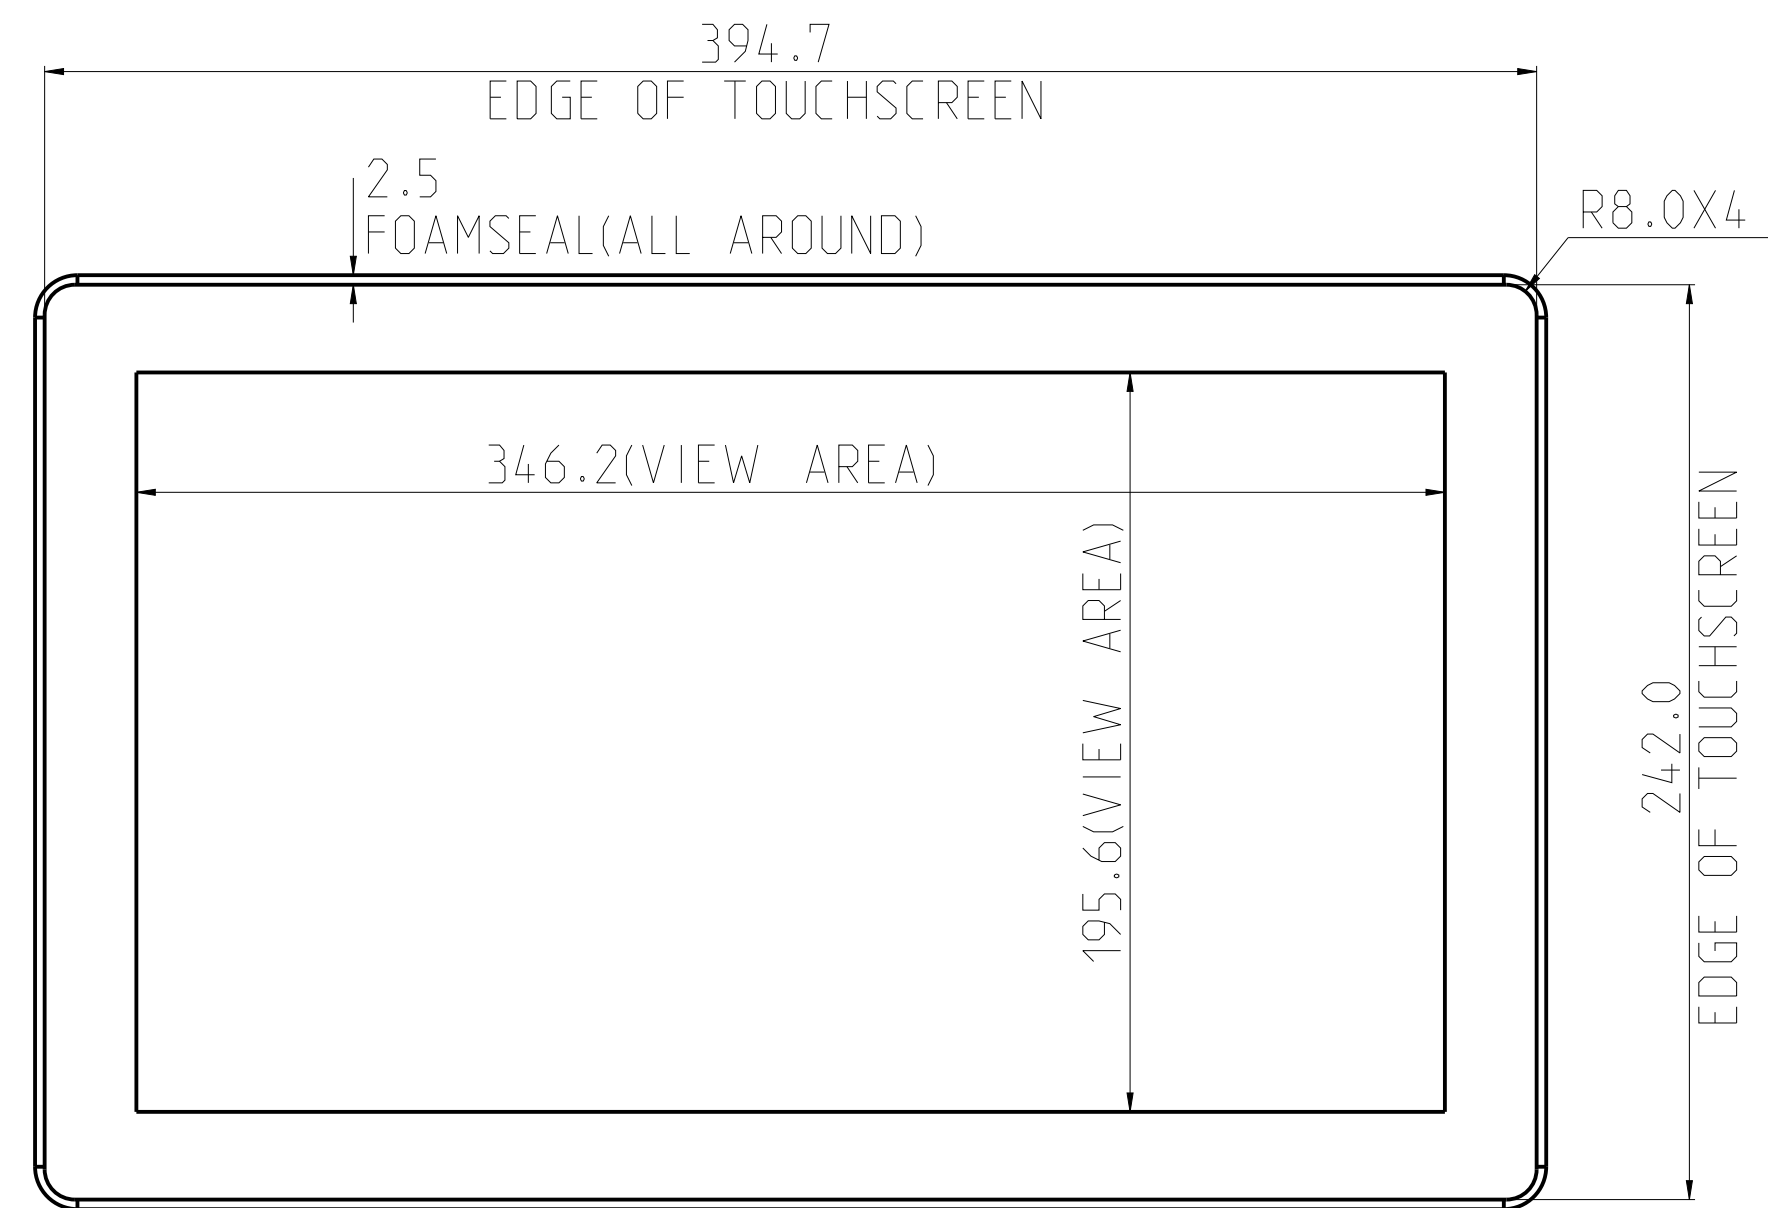 394.7
EDGE OF TOUCHSCREEN
2.5
FOAMSEAL(ALL AROUND)
R8.0X4
346.2(VIEW AREA)
195.6(VIEW AREA)
242.0
EDGE OF TOUCHSCREEN